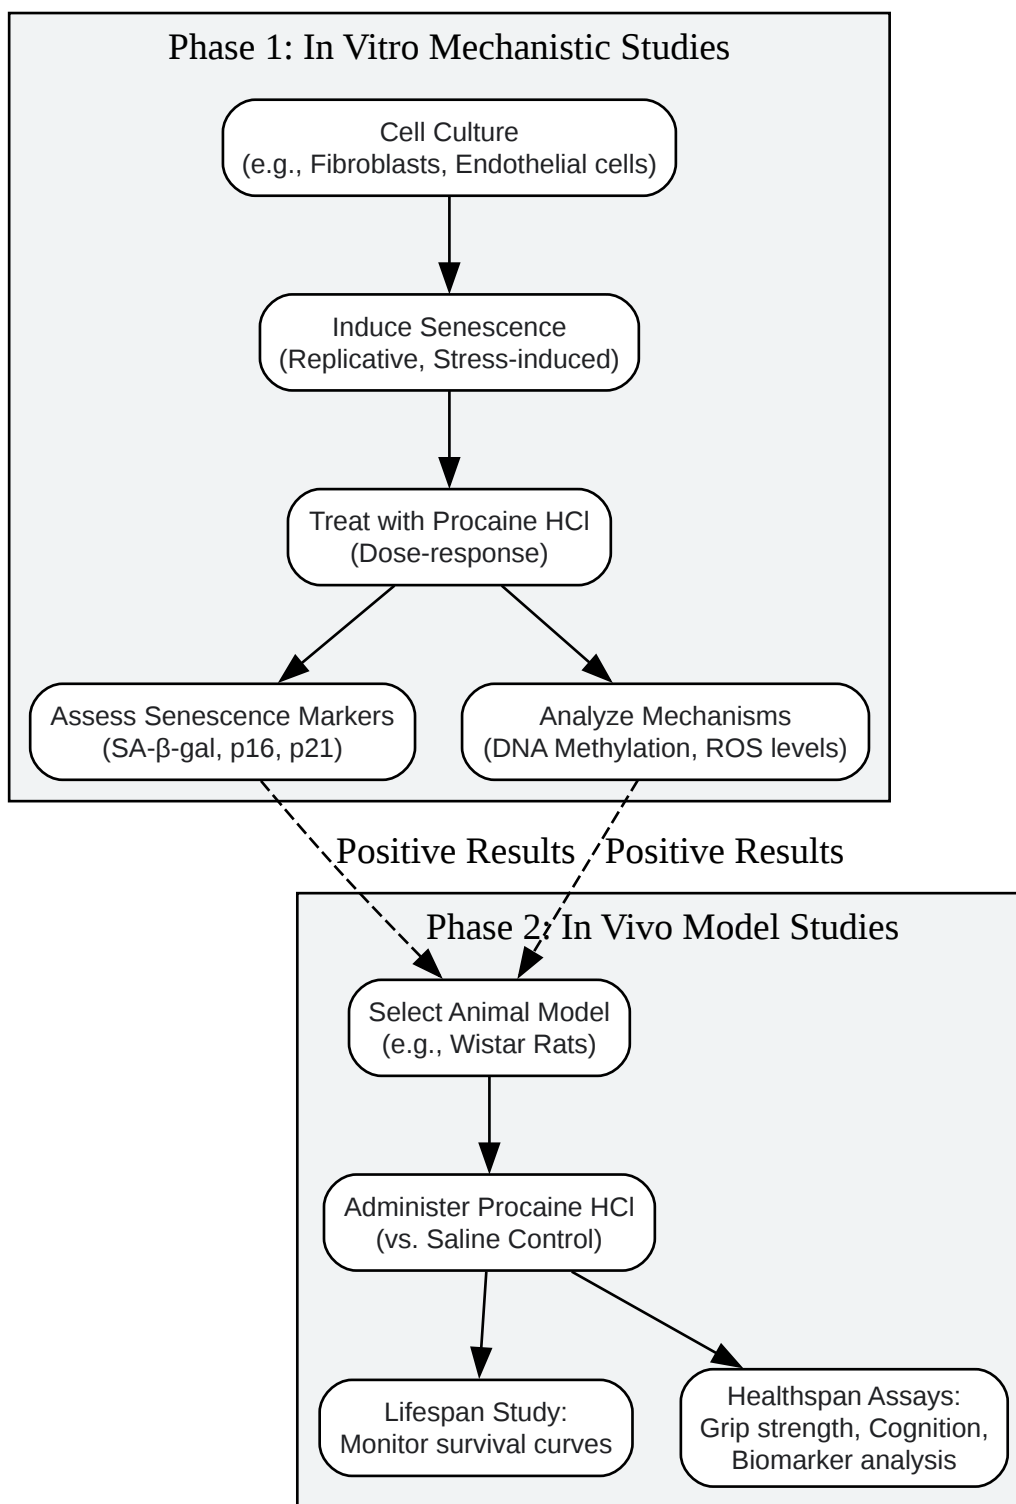 Phase 1: In Vitro Mechanistic Studies
Cell Culture
(e.g., Fibroblasts, Endothelial cells)
Induce Senescence
(Replicative, Stress-induced)
Treat with Procaine HCl
(Dose-response)
Assess Senescence Markers
(SA-β-gal, p16, p21)
Analyze Mechanisms
(DNA Methylation, ROS levels)
Positive Results
Positive Results
Phase 2: In Vivo Model Studies
Select Animal Model
(e.g., Wistar Rats)
Administer Procaine HCl
(vs. Saline Control)
Lifespan Study:
Monitor survival curves
Healthspan Assays:
Grip strength, Cognition,
Biomarker analysis